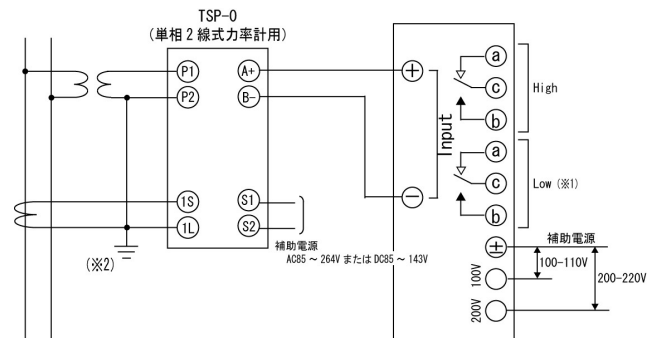 TSP-0
(単相2線式力率計用)
P1
A+
P2
B-
1S
S1
1L
S2
補助電源
AC85 ～ 264V または DC85 ～ 143V
(※2)
+
Input
−
a
c
b
High
a
c
b
Low (※1)
±
補助電源
100V
100-110V
200V
200-220V